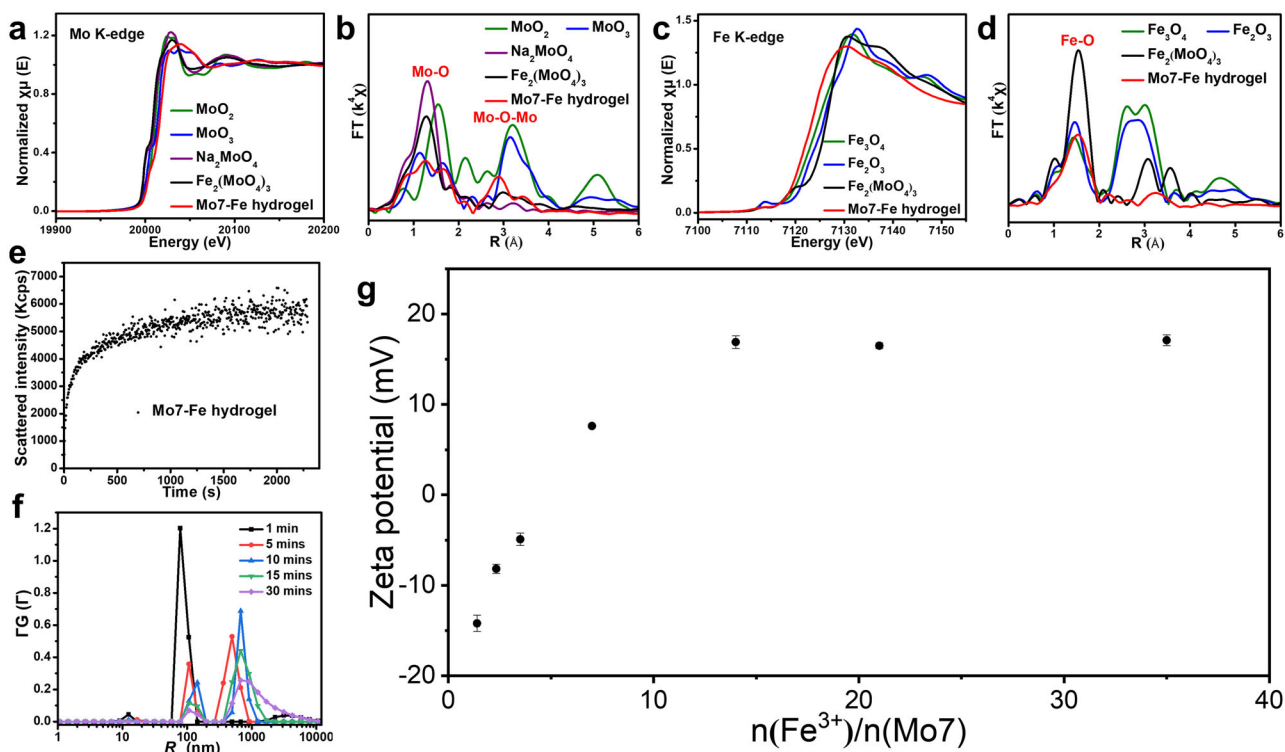 a
Mo K-edge
Normalized χμ (E)
1.2
0.9
0.6
0.3
0.0
MoO2
MoO3
Na2MoO4
Fe2(MoO4)3
Mo7-Fe hydrogel
19900 20000 20100 20200
Energy (eV)
b
MoO2 MoO3
Na2MoO4
Fe2(MoO4)3
Mo7-Fe hydrogel
Mo-O
Mo-O-Mo
FT (k⁴χ)
0 1 2 3 4 5 6
R (Å)
c
Fe K-edge
Normalized χμ (E)
1.5
1.0
0.5
0.0
Fe3O4
Fe2O3
Fe2(MoO4)3
Mo7-Fe hydrogel
7100 7110 7120 7130 7140 7150
Energy (eV)
d
Fe3O4 Fe2O3
Fe2(MoO4)3
Mo7-Fe hydrogel
Fe-O
FT (k⁴χ)
0 1 2 3 4 5 6
R (Å)
e
Scattered intensity (Kcps)
7000
6000
5000
4000
3000
2000
1000
0
Mo7-Fe hydrogel
0 500 1000 1500 2000
Time (s)
f
ΓG (Γ)
1.2
1.0
0.8
0.6
0.4
0.2
0.0
1 min
5 mins
10 mins
15 mins
30 mins
1 10 100 1000 10000
R (nm)
g
Zeta potential (mV)
20
10
0
-10
-20
0 10 20 30 40
n(Fe³⁺)/n(Mo7)